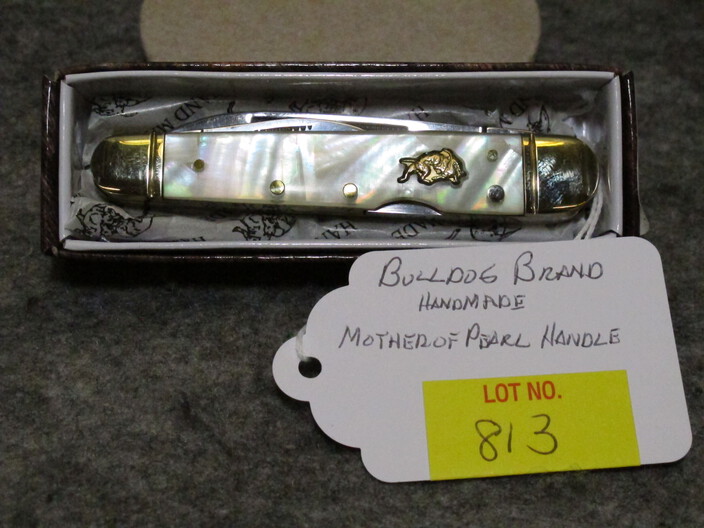 BULLDOG BRAND
HANDMADE
MOTHER OF PEARL HANDLE
LOT NO.
813